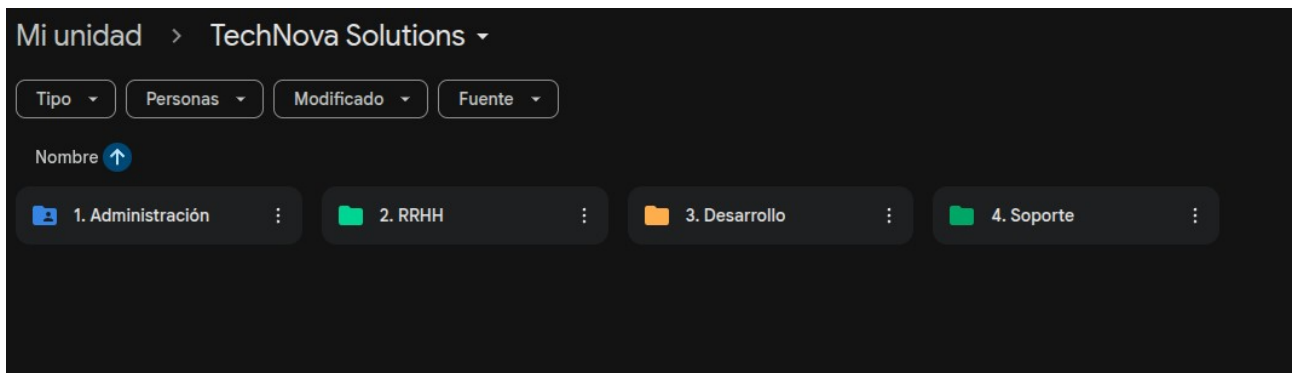 Mi unidad > TechNova Solutions
Tipo Personas Modificado Fuente
Nombre
1. Administración 2. RRHH 3. Desarrollo 4. Soporte